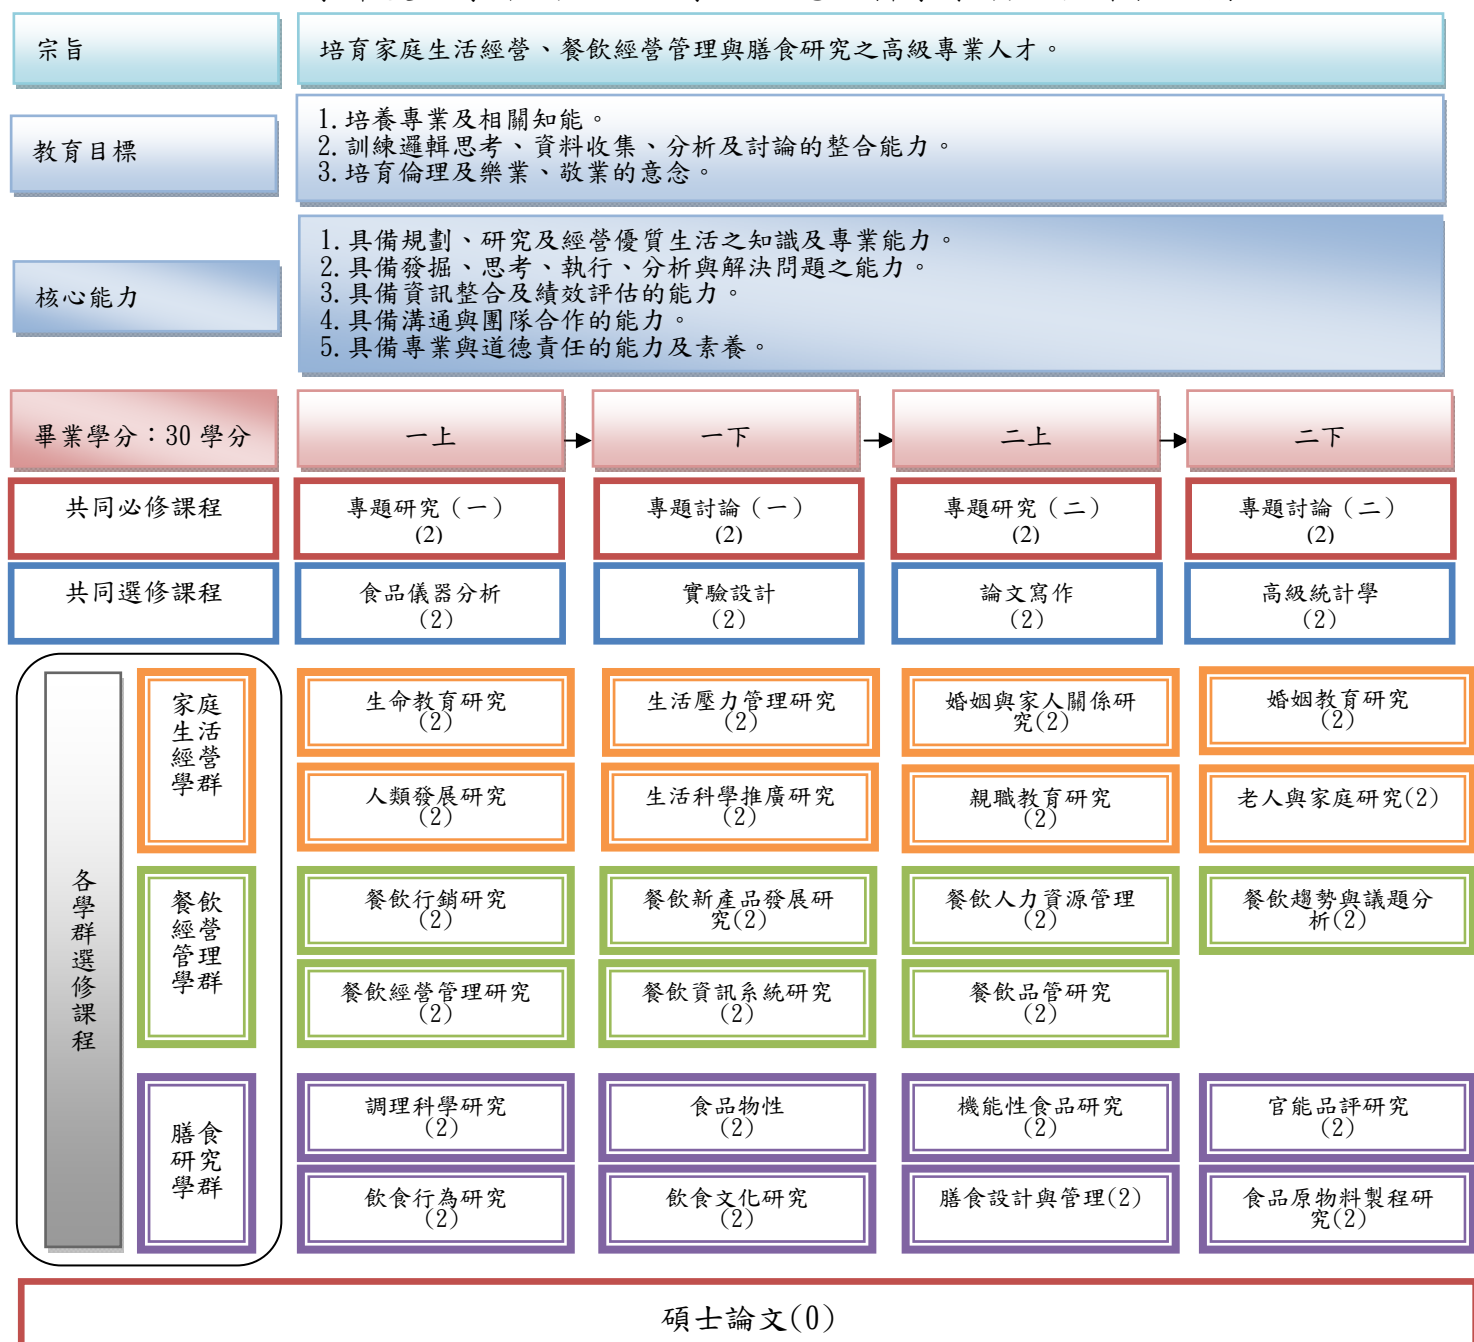 宗旨
培育家庭生活經營、餐飲經營管理與膳食研究之高級專業人才。
教育目標
1.培養專業及相關知能。
2.訓練邏輯思考、資料收集、分析及討論的整合能力。
3.培育倫理及樂業、敬業的意念。
核心能力
1.具備規劃、研究及經營優質生活之知識及專業能力。
2.具備發掘、思考、執行、分析與解決問題之能力。
3.具備資訊整合及績效評估的能力。
4.具備溝通與團隊合作的能力。
5.具備專業與道德責任的能力及素養。
畢業學分：30 學分
一上
一下
二上
二下
共同必修課程
專題研究（一）
(2)
專題討論（一）
(2)
專題研究（二）
(2)
專題討論（二）
(2)
共同選修課程
食品儀器分析
(2)
實驗設計
(2)
論文寫作
(2)
高級統計學
(2)
各學群選修課程
家庭
生活
經營
學群
生命教育研究
(2)
生活壓力管理研究
(2)
婚姻與家人關係研
究(2)
婚姻教育研究
(2)
人類發展研究
(2)
生活科學推廣研究
(2)
親職教育研究
(2)
老人與家庭研究(2)
餐飲
經營
管理
學群
餐飲行銷研究
(2)
餐飲新產品發展研
究(2)
餐飲人力資源管理
(2)
餐飲趨勢與議題分
析(2)
餐飲經營管理研究
(2)
餐飲資訊系統研究
(2)
餐飲品管研究
(2)
膳食
研究
學群
調理科學研究
(2)
食品物性
(2)
機能性食品研究
(2)
官能品評研究
(2)
飲食行為研究
(2)
飲食文化研究
(2)
膳食設計與管理(2)
食品原物料製程研
究(2)
碩士論文(0)